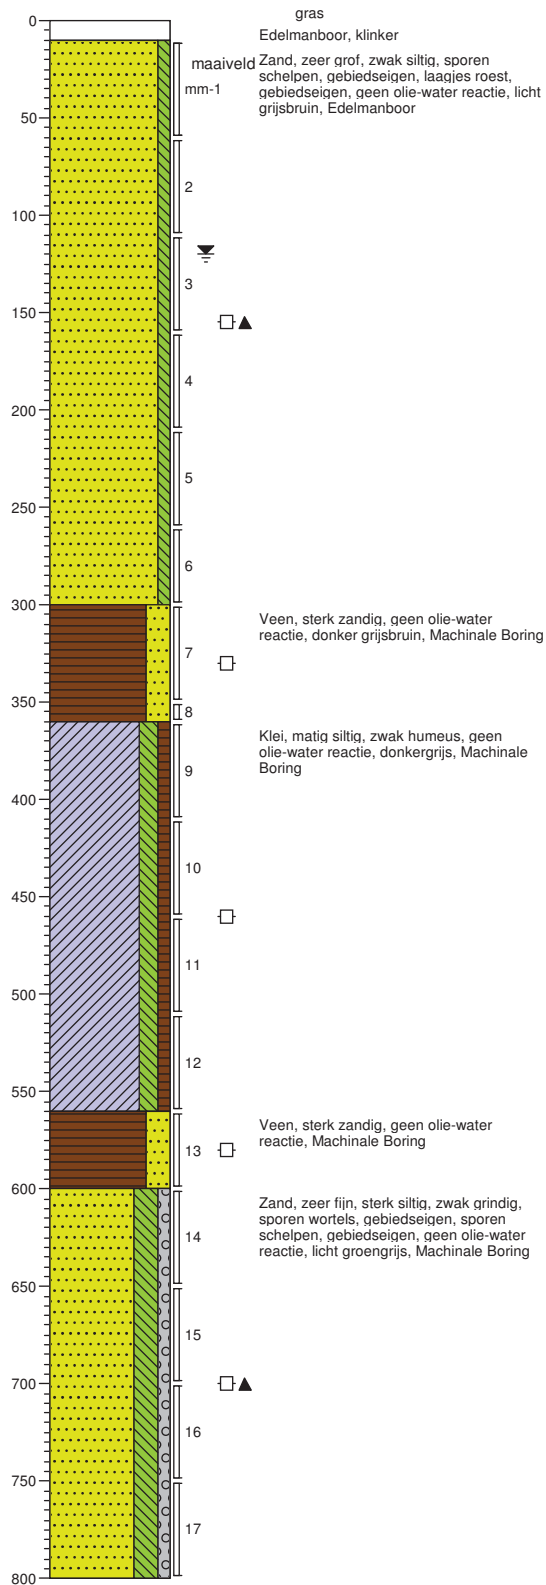 gras
0
Edelmanboor, klinker
maaiveld
Zand, zeer grof, zwak siltig, sporen
schelpen, gebiedseigen, laagjes roest,
mm-1
gebiedseigen, geen olie-water reactie, licht
grijsbruin, Edelmanboor
50
2
100
3
150
4
200
5
250
6
300
Veen, sterk zandig, geen olie-water
reactie, donker grijsbruin, Machinale Boring
7
350
8
Klei, matig siltig, zwak humeus, geen
olie-water reactie, donkergrijs, Machinale
Boring
9
400
10
450
11
500
12
550
Veen, sterk zandig, geen olie-water
reactie, Machinale Boring
13
600
Zand, zeer fijn, sterk siltig, zwak grindig,
sporen wortels, gebiedseigen, sporen
schelpen, gebiedseigen, geen olie-water
reactie, licht groengrijs, Machinale Boring
14
650
15
700
16
750
17
800